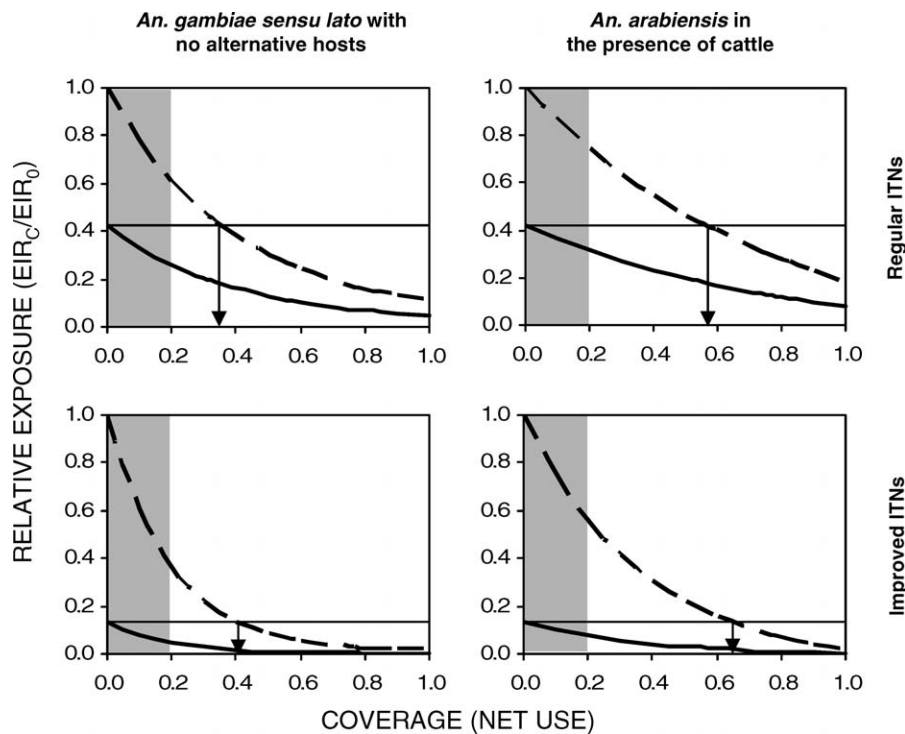 An. gambiae sensu lato with
no alternative hosts
An. arabiensis in
the presence of cattle
RELATIVE EXPOSURE (EIRC/EIR0)
1.0
0.8
0.6
0.4
0.2
0.0
0.0 0.2 0.4 0.6 0.8 1.0
1.0
0.8
0.6
0.4
0.2
0.0
0.0 0.2 0.4 0.6 0.8 1.0
Regular ITNs
1.0
0.8
0.6
0.4
0.2
0.0
0.0 0.2 0.4 0.6 0.8 1.0
1.0
0.8
0.6
0.4
0.2
0.0
0.0 0.2 0.4 0.6 0.8 1.0
Improved ITNs
COVERAGE (NET USE)